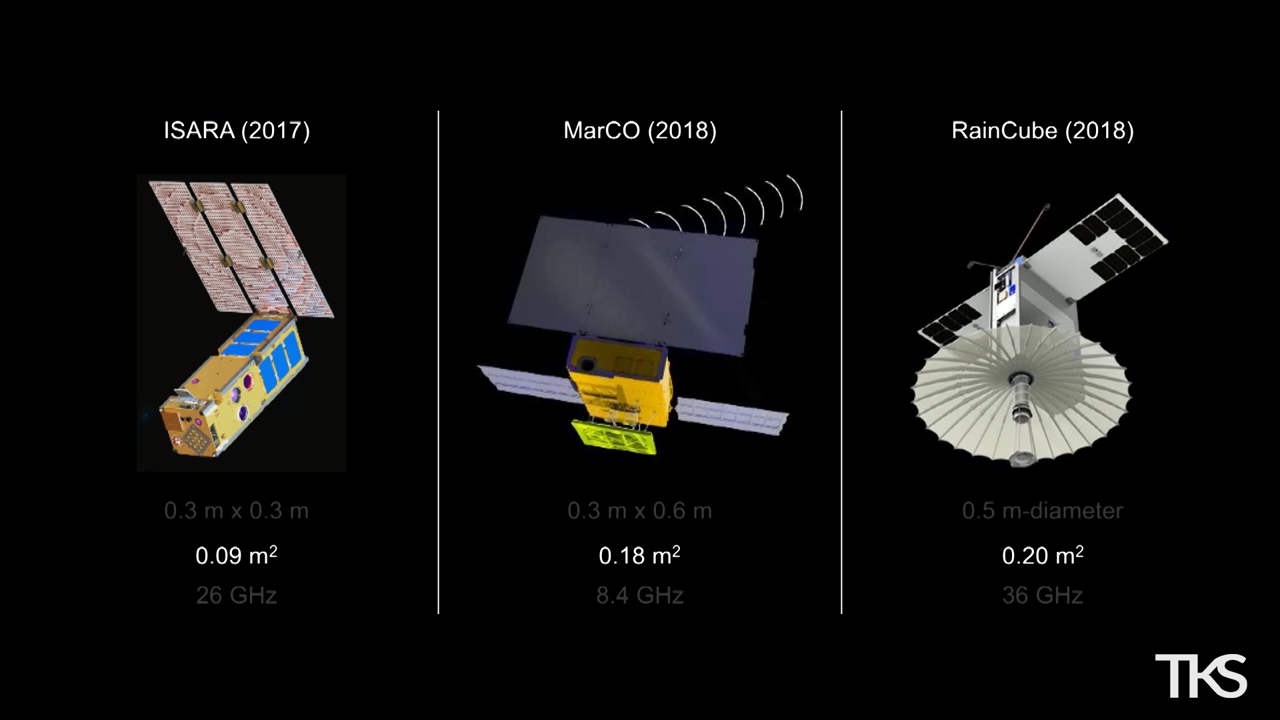 ISARA (2017)
0.3 m x 0.3 m
0.09 m²
26 GHz
MarCO (2018)
0.3 m x 0.6 m
0.18 m²
8.4 GHz
RainCube (2018)
0.5 m-diameter
0.20 m²
36 GHz
TKS